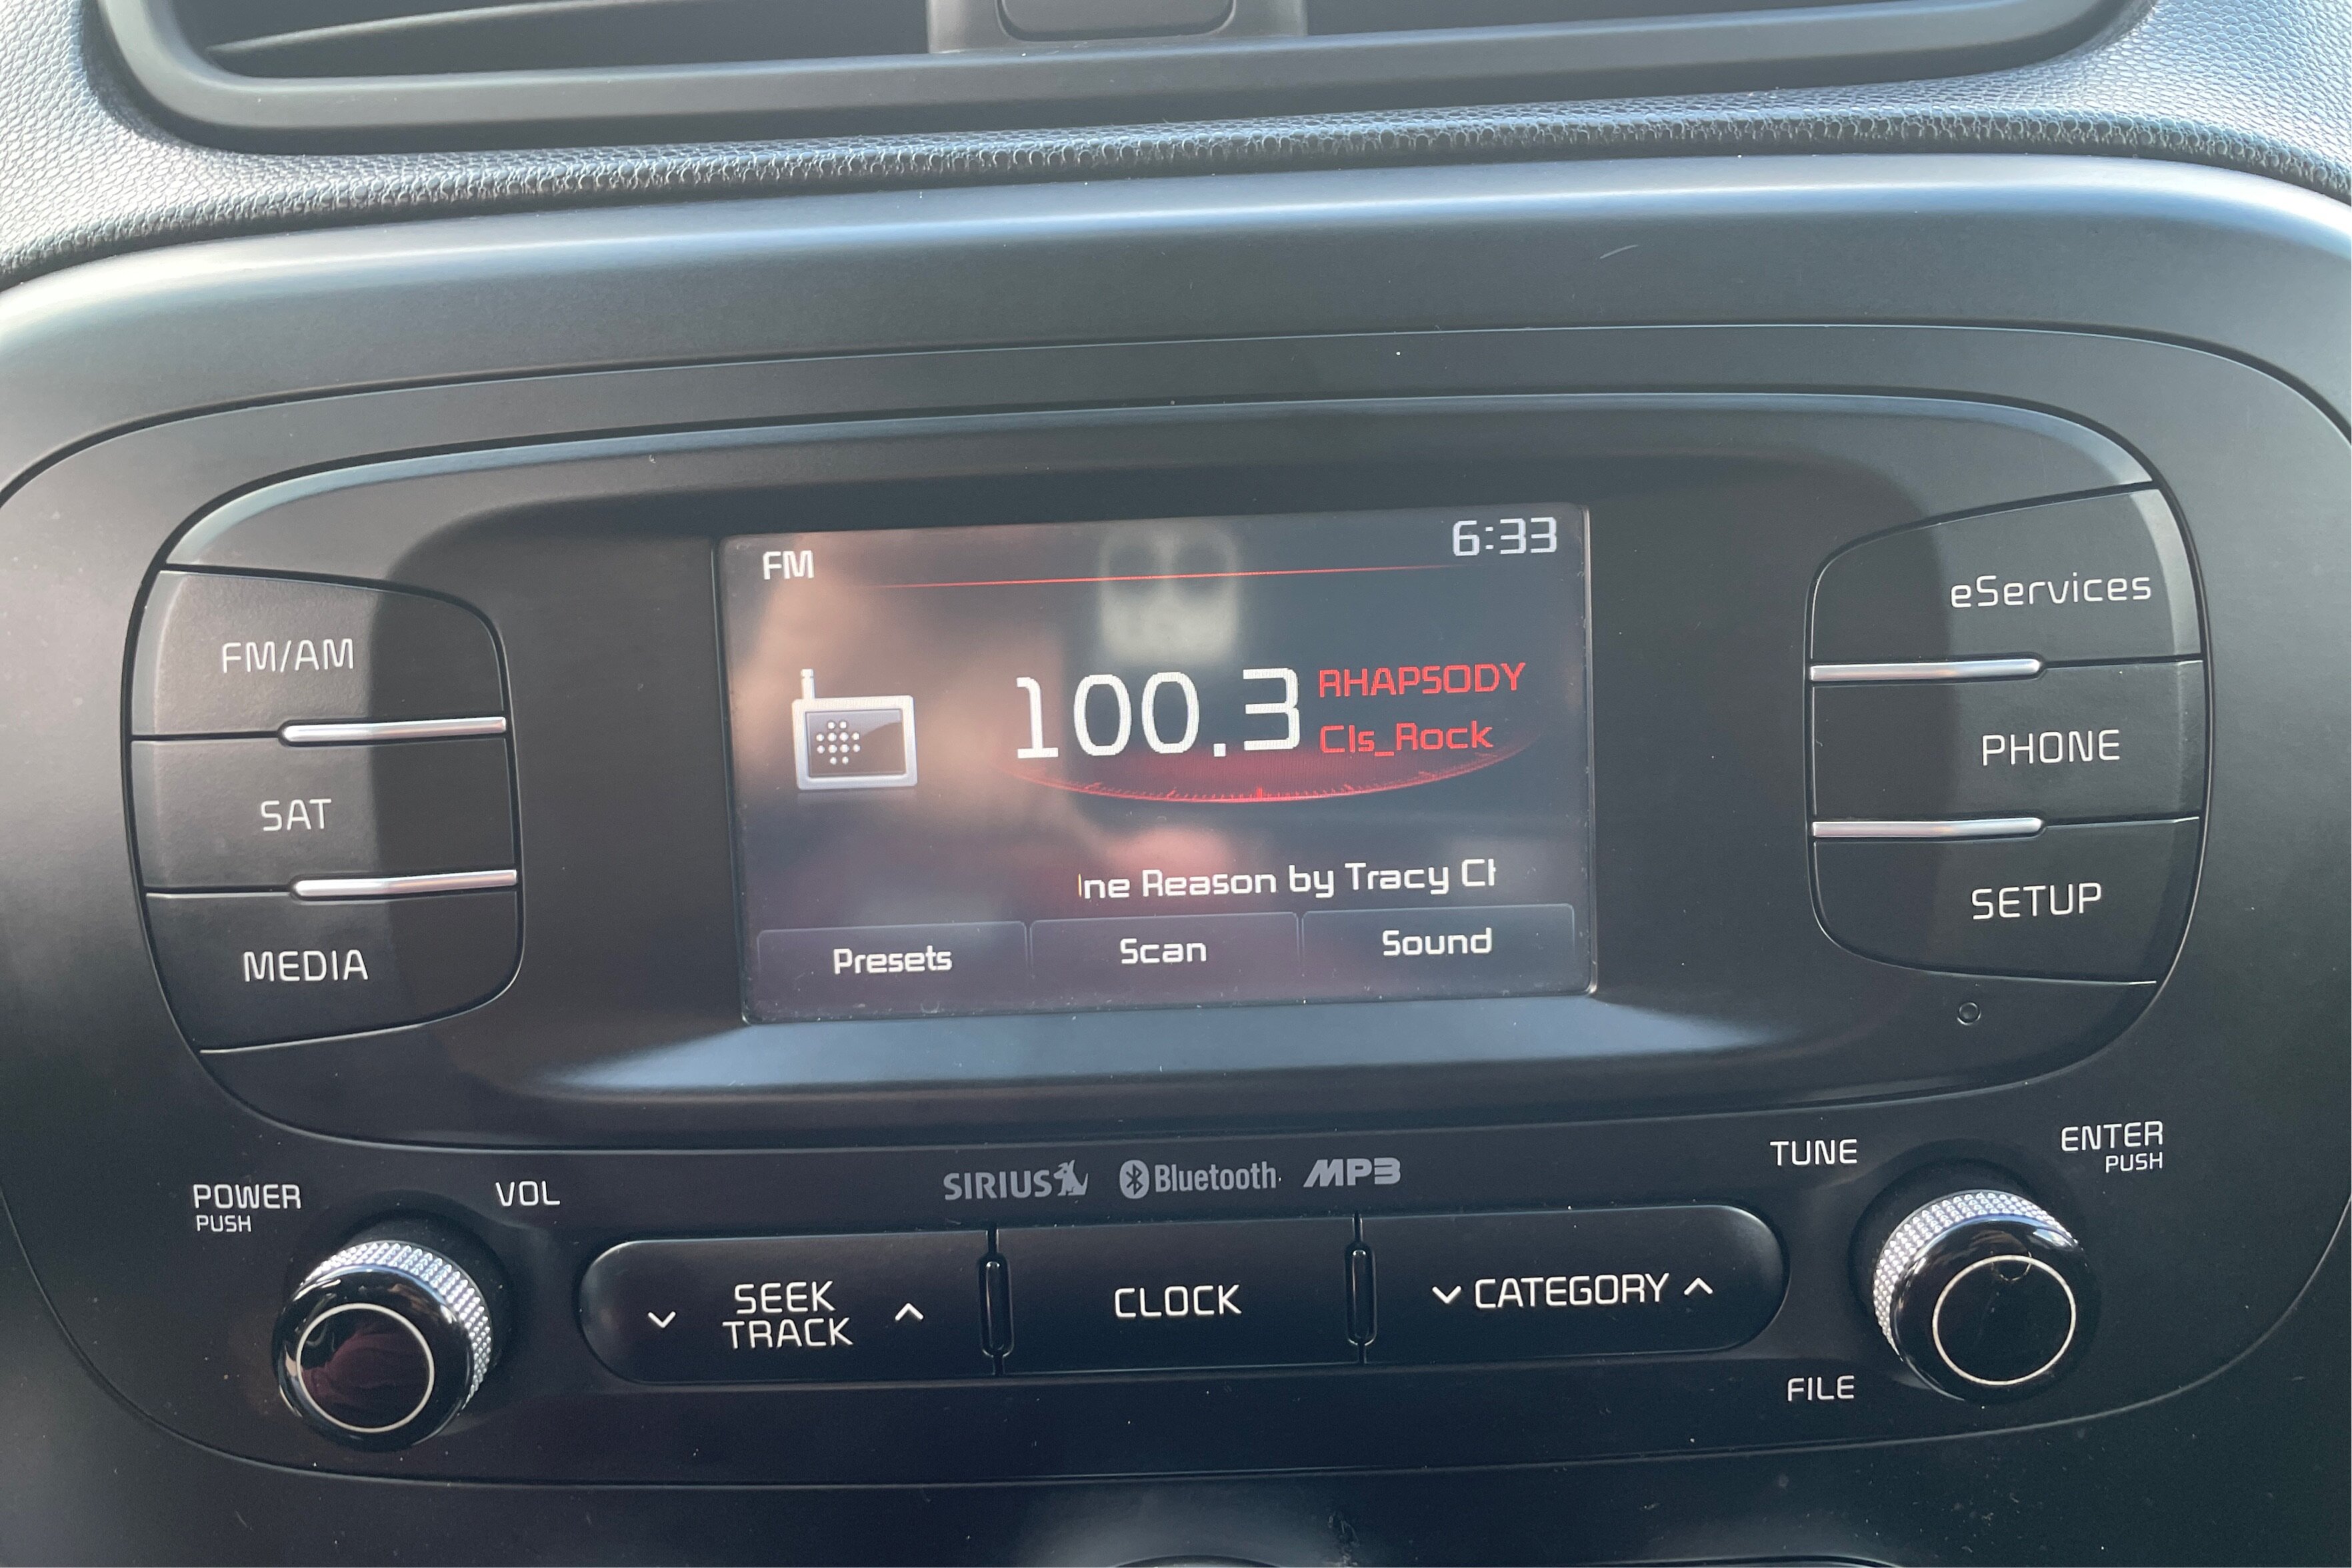 FM
6:33
100.3
RHAPSODY
Cls_Rock
ne Reason by Tracy Ch
Presets
Scan
Sound
FM/AM
SAT
MEDIA
eServices
PHONE
SETUP
POWER
PUSH
VOL
SIRIUS
Bluetooth
MP3
SEEK
TRACK
CLOCK
CATEGORY
TUNE
ENTER
PUSH
FILE